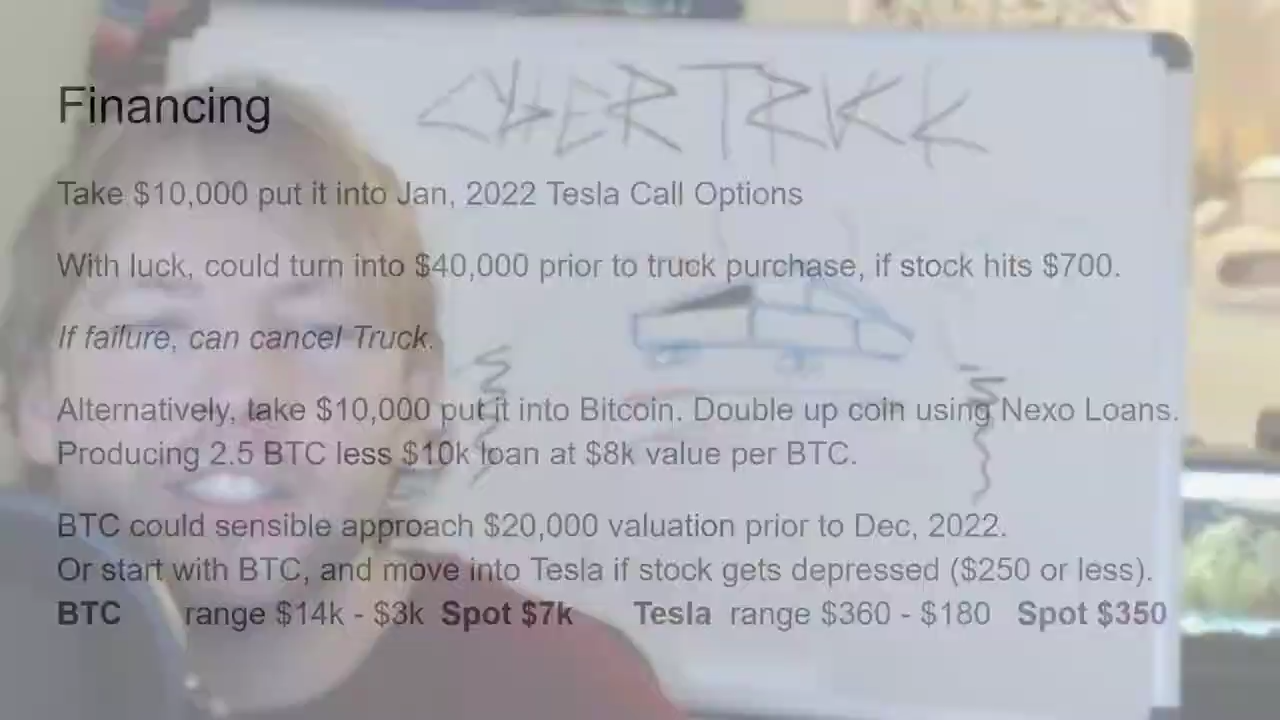 CYBERTRUCK
Financing
Take $10,000 put it into Jan, 2022 Tesla Call Options
With luck, could turn into $40,000 prior to truck purchase, if stock hits $700.
If failure, can cancel Truck.
Alternatively, take $10,000 put it into Bitcoin. Double up coin using Nexo Loans.
Producing 2.5 BTC less $10k loan at $8k value per BTC.
BTC could sensible approach $20,000 valuation prior to Dec, 2022.
Or start with BTC, and move into Tesla if stock gets depressed ($250 or less).
BTC range $14k - $3k Spot $7k Tesla range $360 - $180 Spot $350